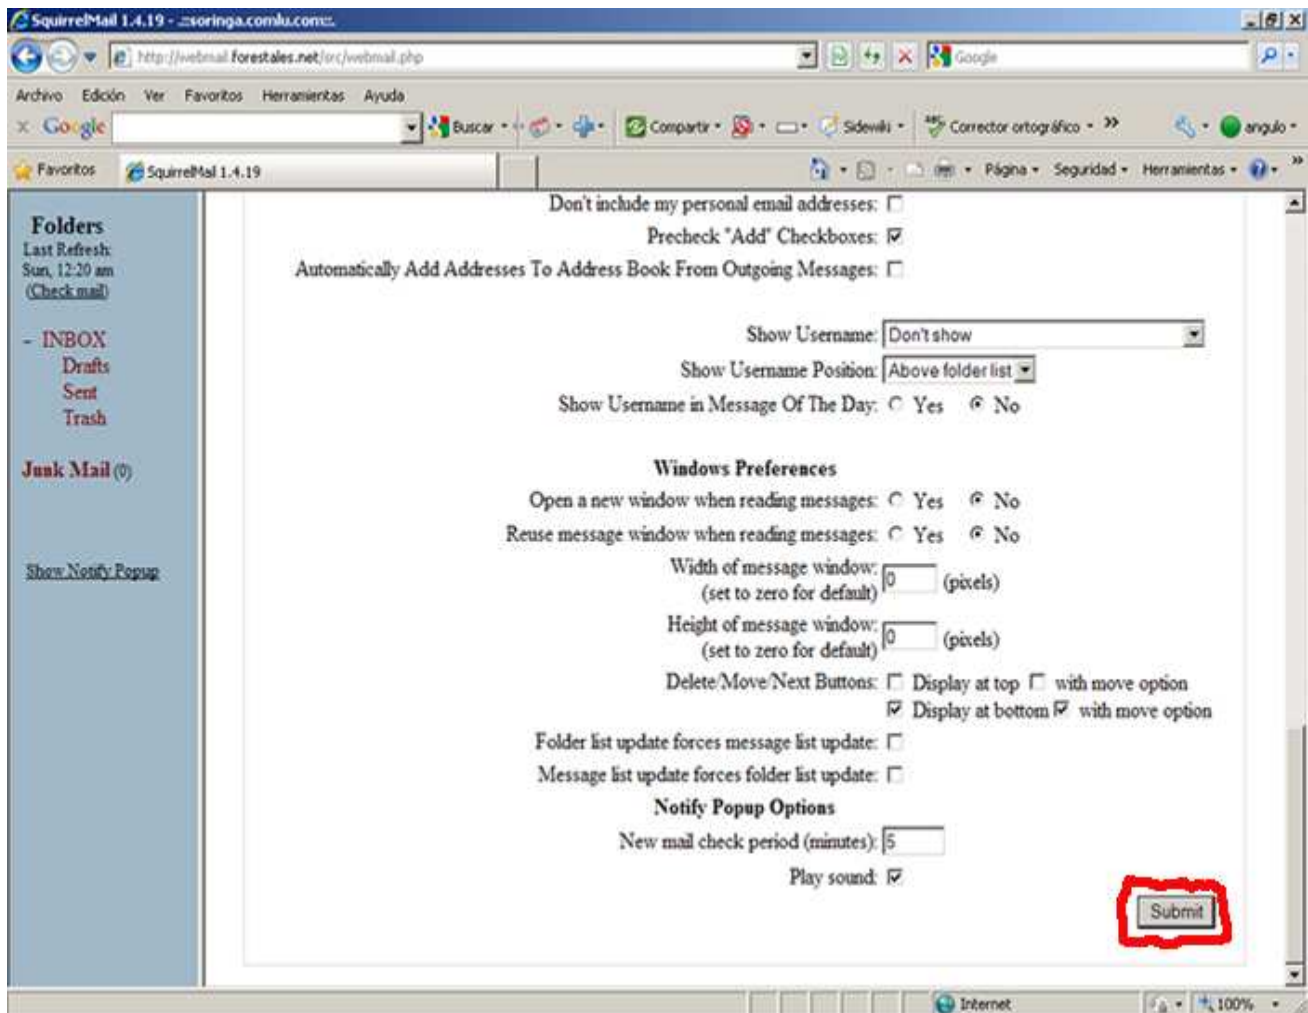 SquirrelMail 1.4.19 - .::soringa.comlu.com::.
http://webmail.forestales.net/src/webmail.php
Google
Archivo Edición Ver Favoritos Herramientas Ayuda
x Google Buscar Compartir Sidewiki Corrector ortográfico >> angulo
Favoritos SquirrelMail 1.4.19 Página Seguridad Herramientas >>
Folders
Last Refresh:
Sun, 12:20 am
(Check mail)
- INBOX
Drafts
Sent
Trash
Junk Mail (0)
Show Notify Popup
Don't include my personal email addresses:
Precheck "Add" Checkboxes:
Automatically Add Addresses To Address Book From Outgoing Messages:
Show Username: Don't show
Show Username Position: Above folder list
Show Username in Message Of The Day: Yes No
Windows Preferences
Open a new window when reading messages: Yes No
Reuse message window when reading messages: Yes No
Width of message window:
(set to zero for default) 0 (pixels)
Height of message window:
(set to zero for default) 0 (pixels)
Delete/Move/Next Buttons: Display at top with move option
Display at bottom with move option
Folder list update forces message list update:
Message list update forces folder list update:
Notify Popup Options
New mail check period (minutes): 5
Play sound:
Submit
Internet 100%